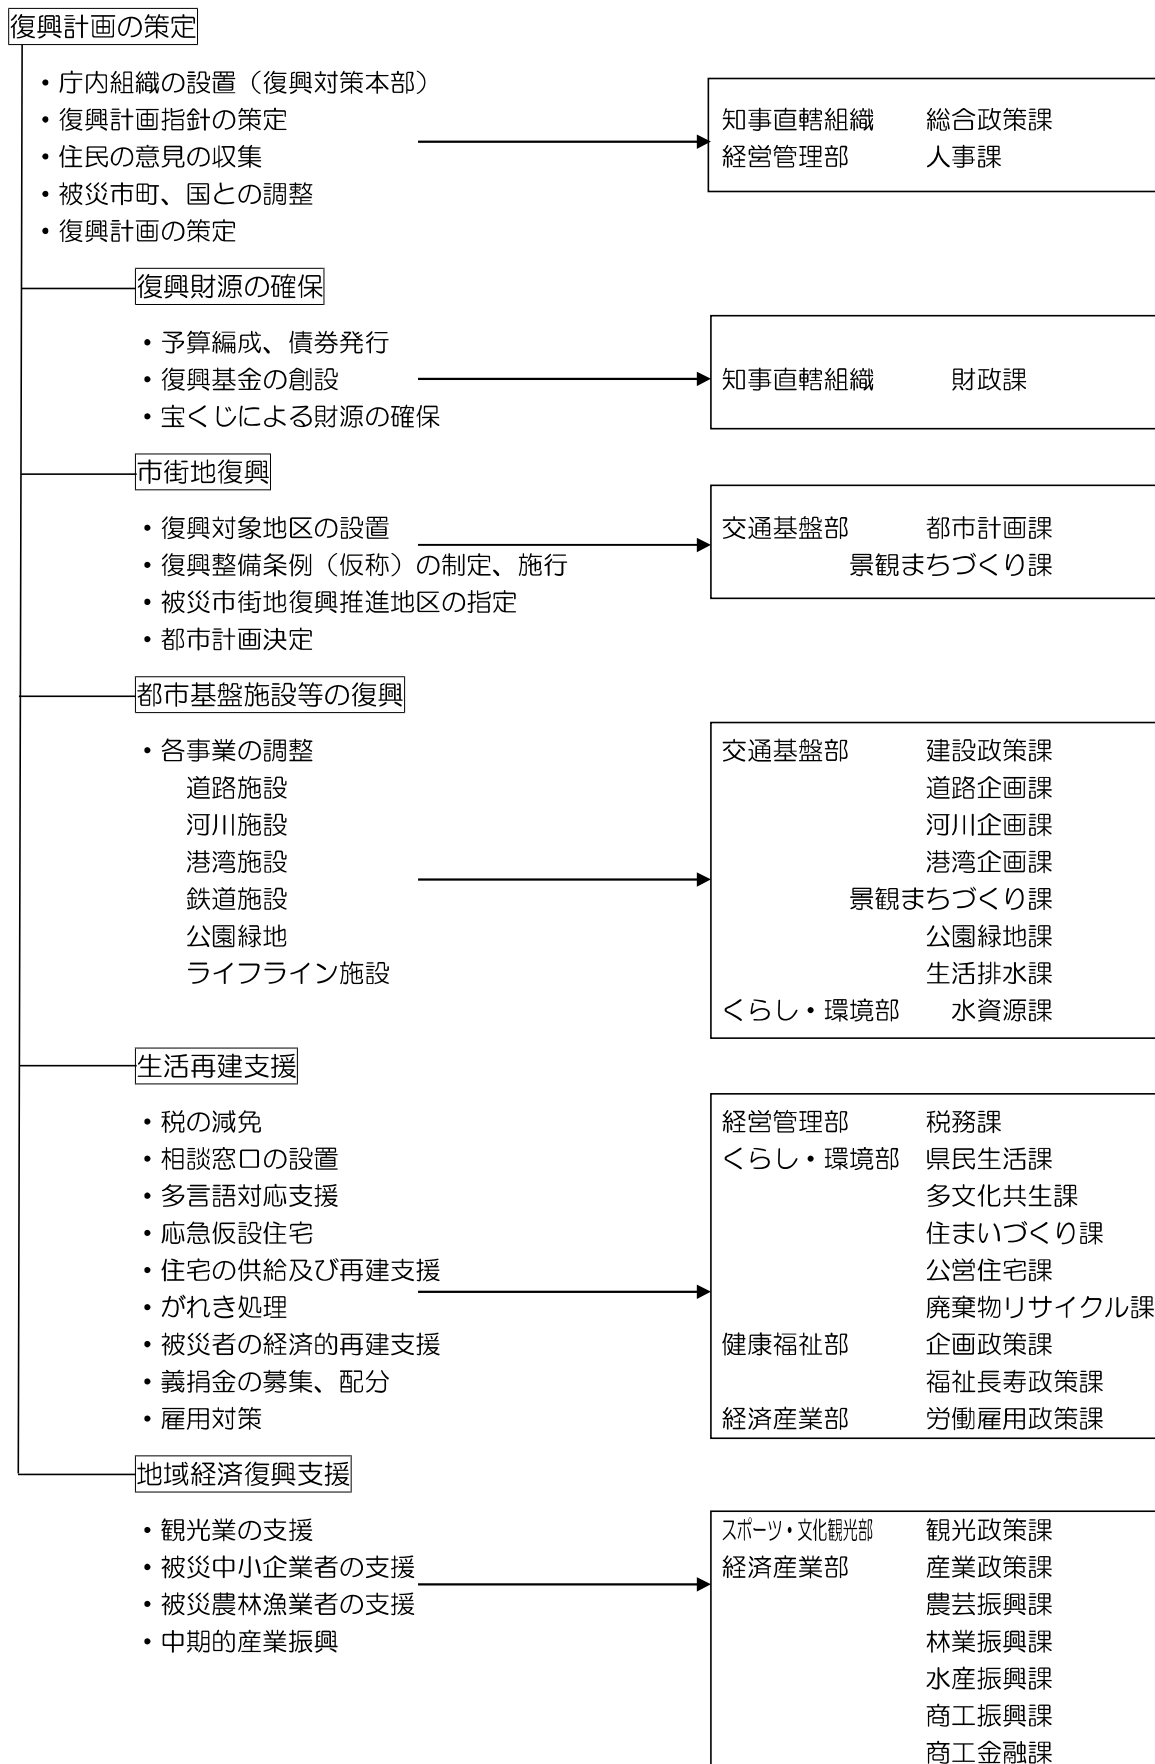 復興計画の策定
・庁内組織の設置（復興対策本部）
・復興計画指針の策定
・住民の意見の収集
・被災市町、国との調整
・復興計画の策定
知事直轄組織　総合政策課
経営管理部　人事課
復興財源の確保
・予算編成、債券発行
・復興基金の創設
・宝くじによる財源の確保
知事直轄組織　財政課
市街地復興
・復興対象地区の設置
・復興整備条例（仮称）の制定、施行
・被災市街地復興推進地区の指定
・都市計画決定
交通基盤部　都市計画課
景観まちづくり課
都市基盤施設等の復興
・各事業の調整
道路施設
河川施設
港湾施設
鉄道施設
公園緑地
ライフライン施設
交通基盤部　建設政策課
道路企画課
河川企画課
港湾企画課
景観まちづくり課
公園緑地課
生活排水課
くらし・環境部　水資源課
生活再建支援
・税の減免
・相談窓口の設置
・多言語対応支援
・応急仮設住宅
・住宅の供給及び再建支援
・がれき処理
・被災者の経済的再建支援
・義捐金の募集、配分
・雇用対策
経営管理部　税務課
くらし・環境部　県民生活課
多文化共生課
住まいづくり課
公営住宅課
廃棄物リサイクル課
健康福祉部　企画政策課
福祉長寿政策課
経済産業部　労働雇用政策課
地域経済復興支援
・観光業の支援
・被災中小企業者の支援
・被災農林漁業者の支援
・中期的産業振興
スポーツ・文化観光部　観光政策課
経済産業部　産業政策課
農芸振興課
林業振興課
水産振興課
商工振興課
商工金融課